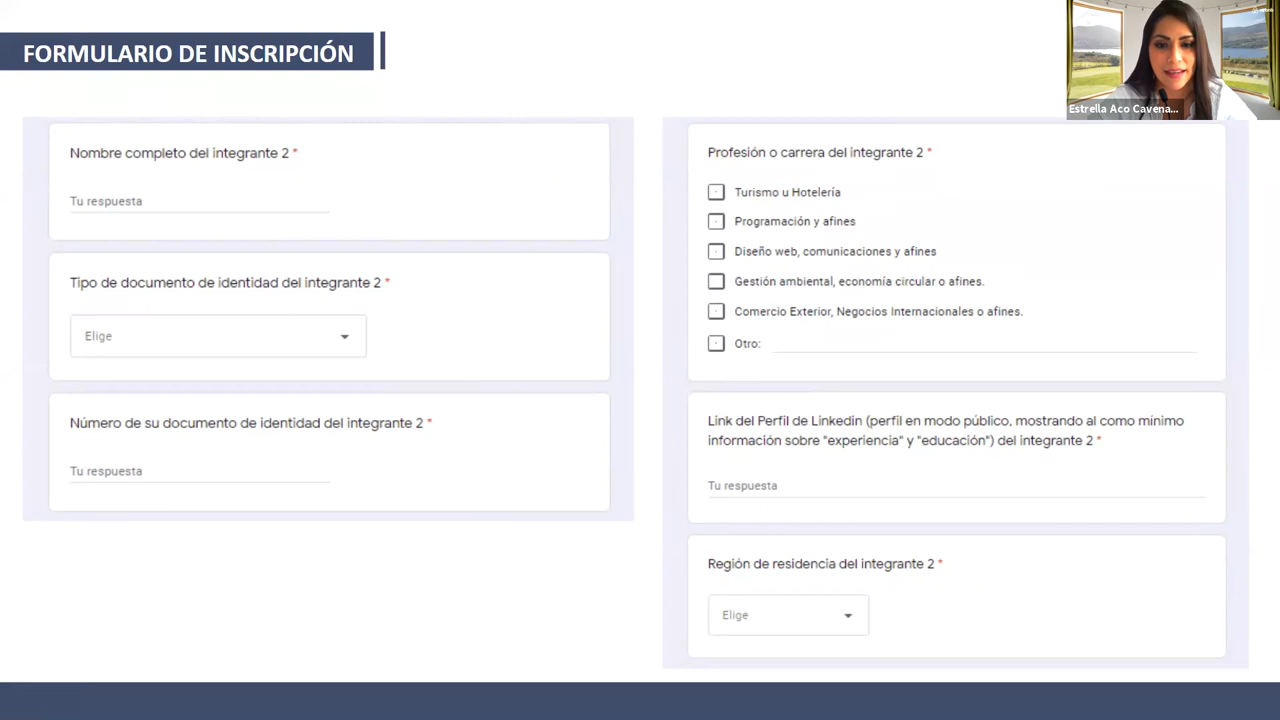 FORMULARIO DE INSCRIPCIÓN
Estrella Aco Cavena...
Nombre completo del integrante 2 *
Tu respuesta
Tipo de documento de identidad del integrante 2 *
Elige
Número de su documento de identidad del integrante 2 *
Tu respuesta
Profesión o carrera del integrante 2 *
Turismo u Hotelería
Programación y afines
Diseño web, comunicaciones y afines
Gestión ambiental, economía circular o afines.
Comercio Exterior, Negocios Internacionales o afines.
Otro:
Link del Perfil de Linkedin (perfil en modo público, mostrando al como mínimo
información sobre "experiencia" y "educación") del integrante 2 *
Tu respuesta
Región de residencia del integrante 2 *
Elige